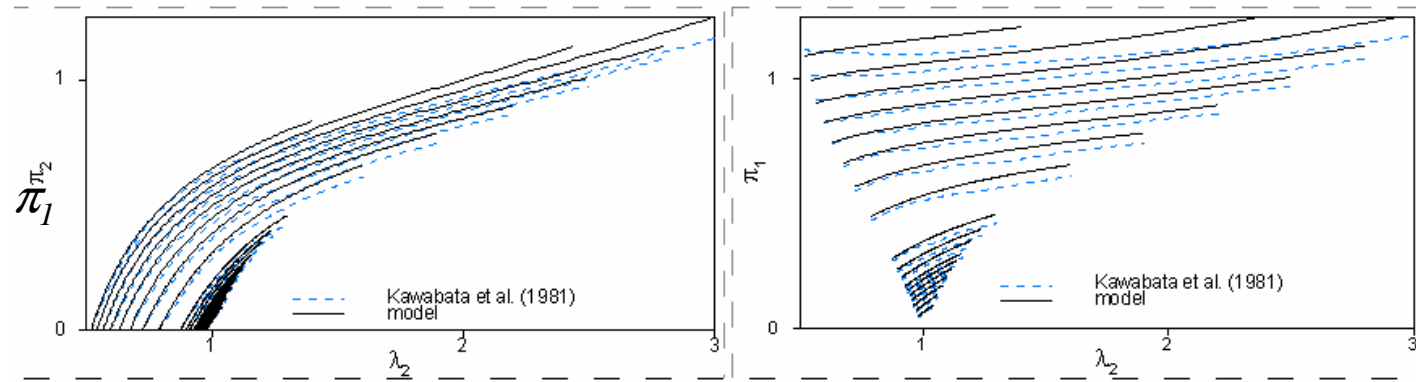 1
π₁
π₂
0
Kawabata et al. (1981)
model
1
2
3
λ₂
1
π₁
0
Kawabata et al. (1981)
model
1
2
3
λ₂